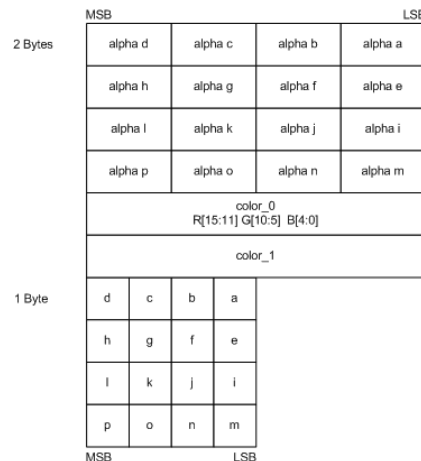 MSB LSB
2 Bytes alpha d alpha c alpha b alpha a
alpha h alpha g alpha f alpha e
alpha l alpha k alpha j alpha i
alpha p alpha o alpha n alpha m
color_0
R[15:11] G[10:5] B[4:0]
color_1
1 Byte d c b a
h g f e
l k j i
p o n m
MSB LSB